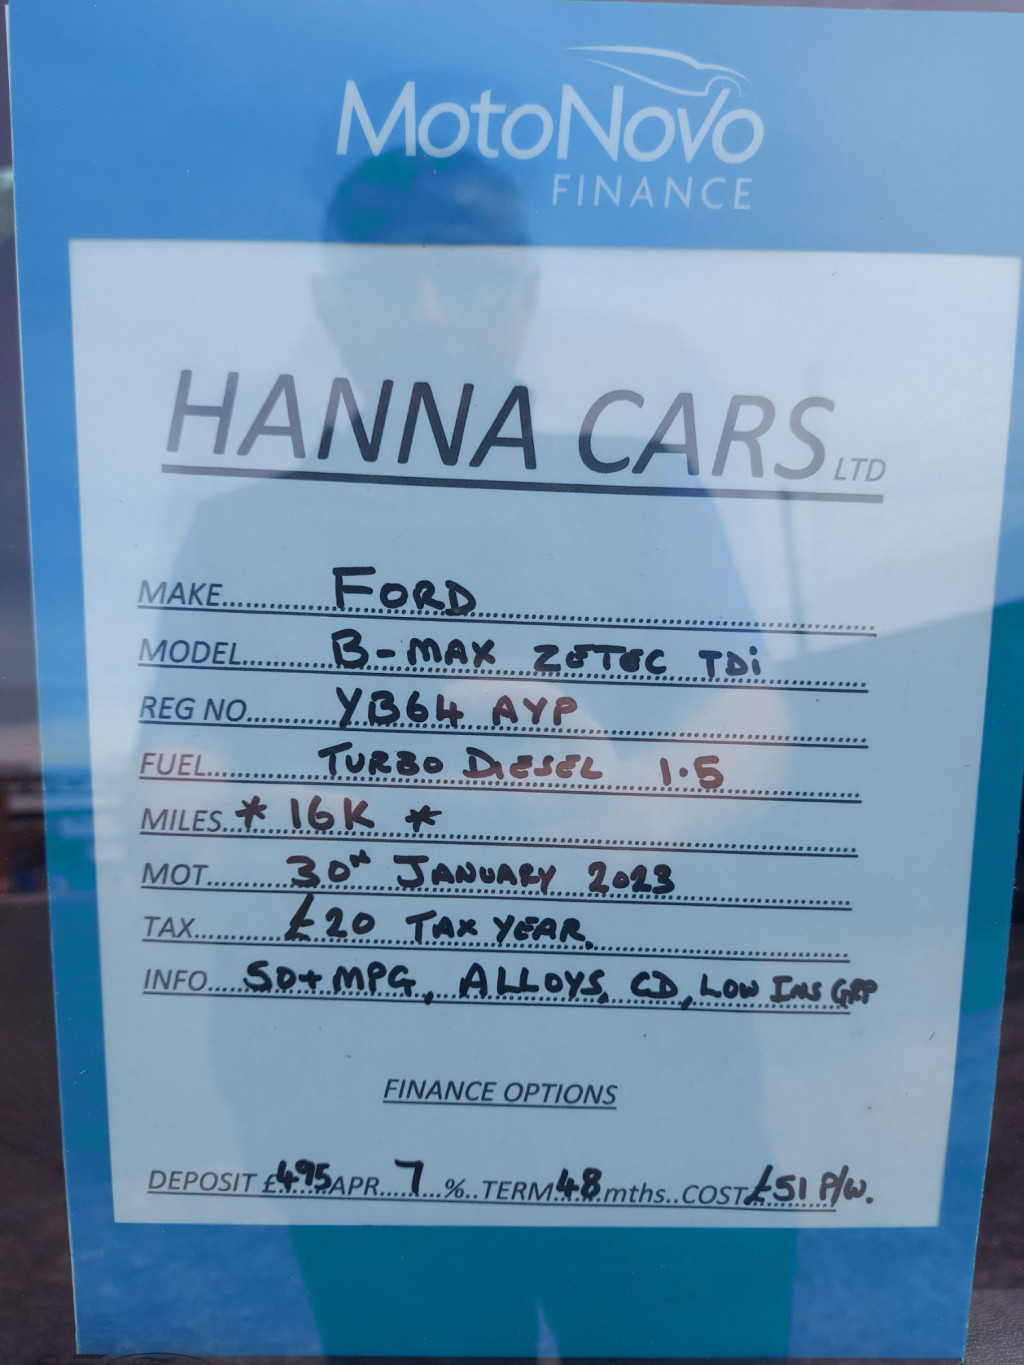 MotoNovo
FINANCE
HANNA CARS LTD
MAKE...... FORD
MODEL...... B-MAX ZETEC TDi
REG NO...... YB64 AYP
FUEL...... TURBO DIESEL 1.5
MILES... * 16K *
MOT...... 30TH JANUARY 2023
TAX...... £20 TAX YEAR.
INFO... 50+ MPG, ALLOYS, CD, LOW INS GRP
FINANCE OPTIONS
DEPOSIT £495 APR...7...%..TERM 48 mths..COST £51 P/W.